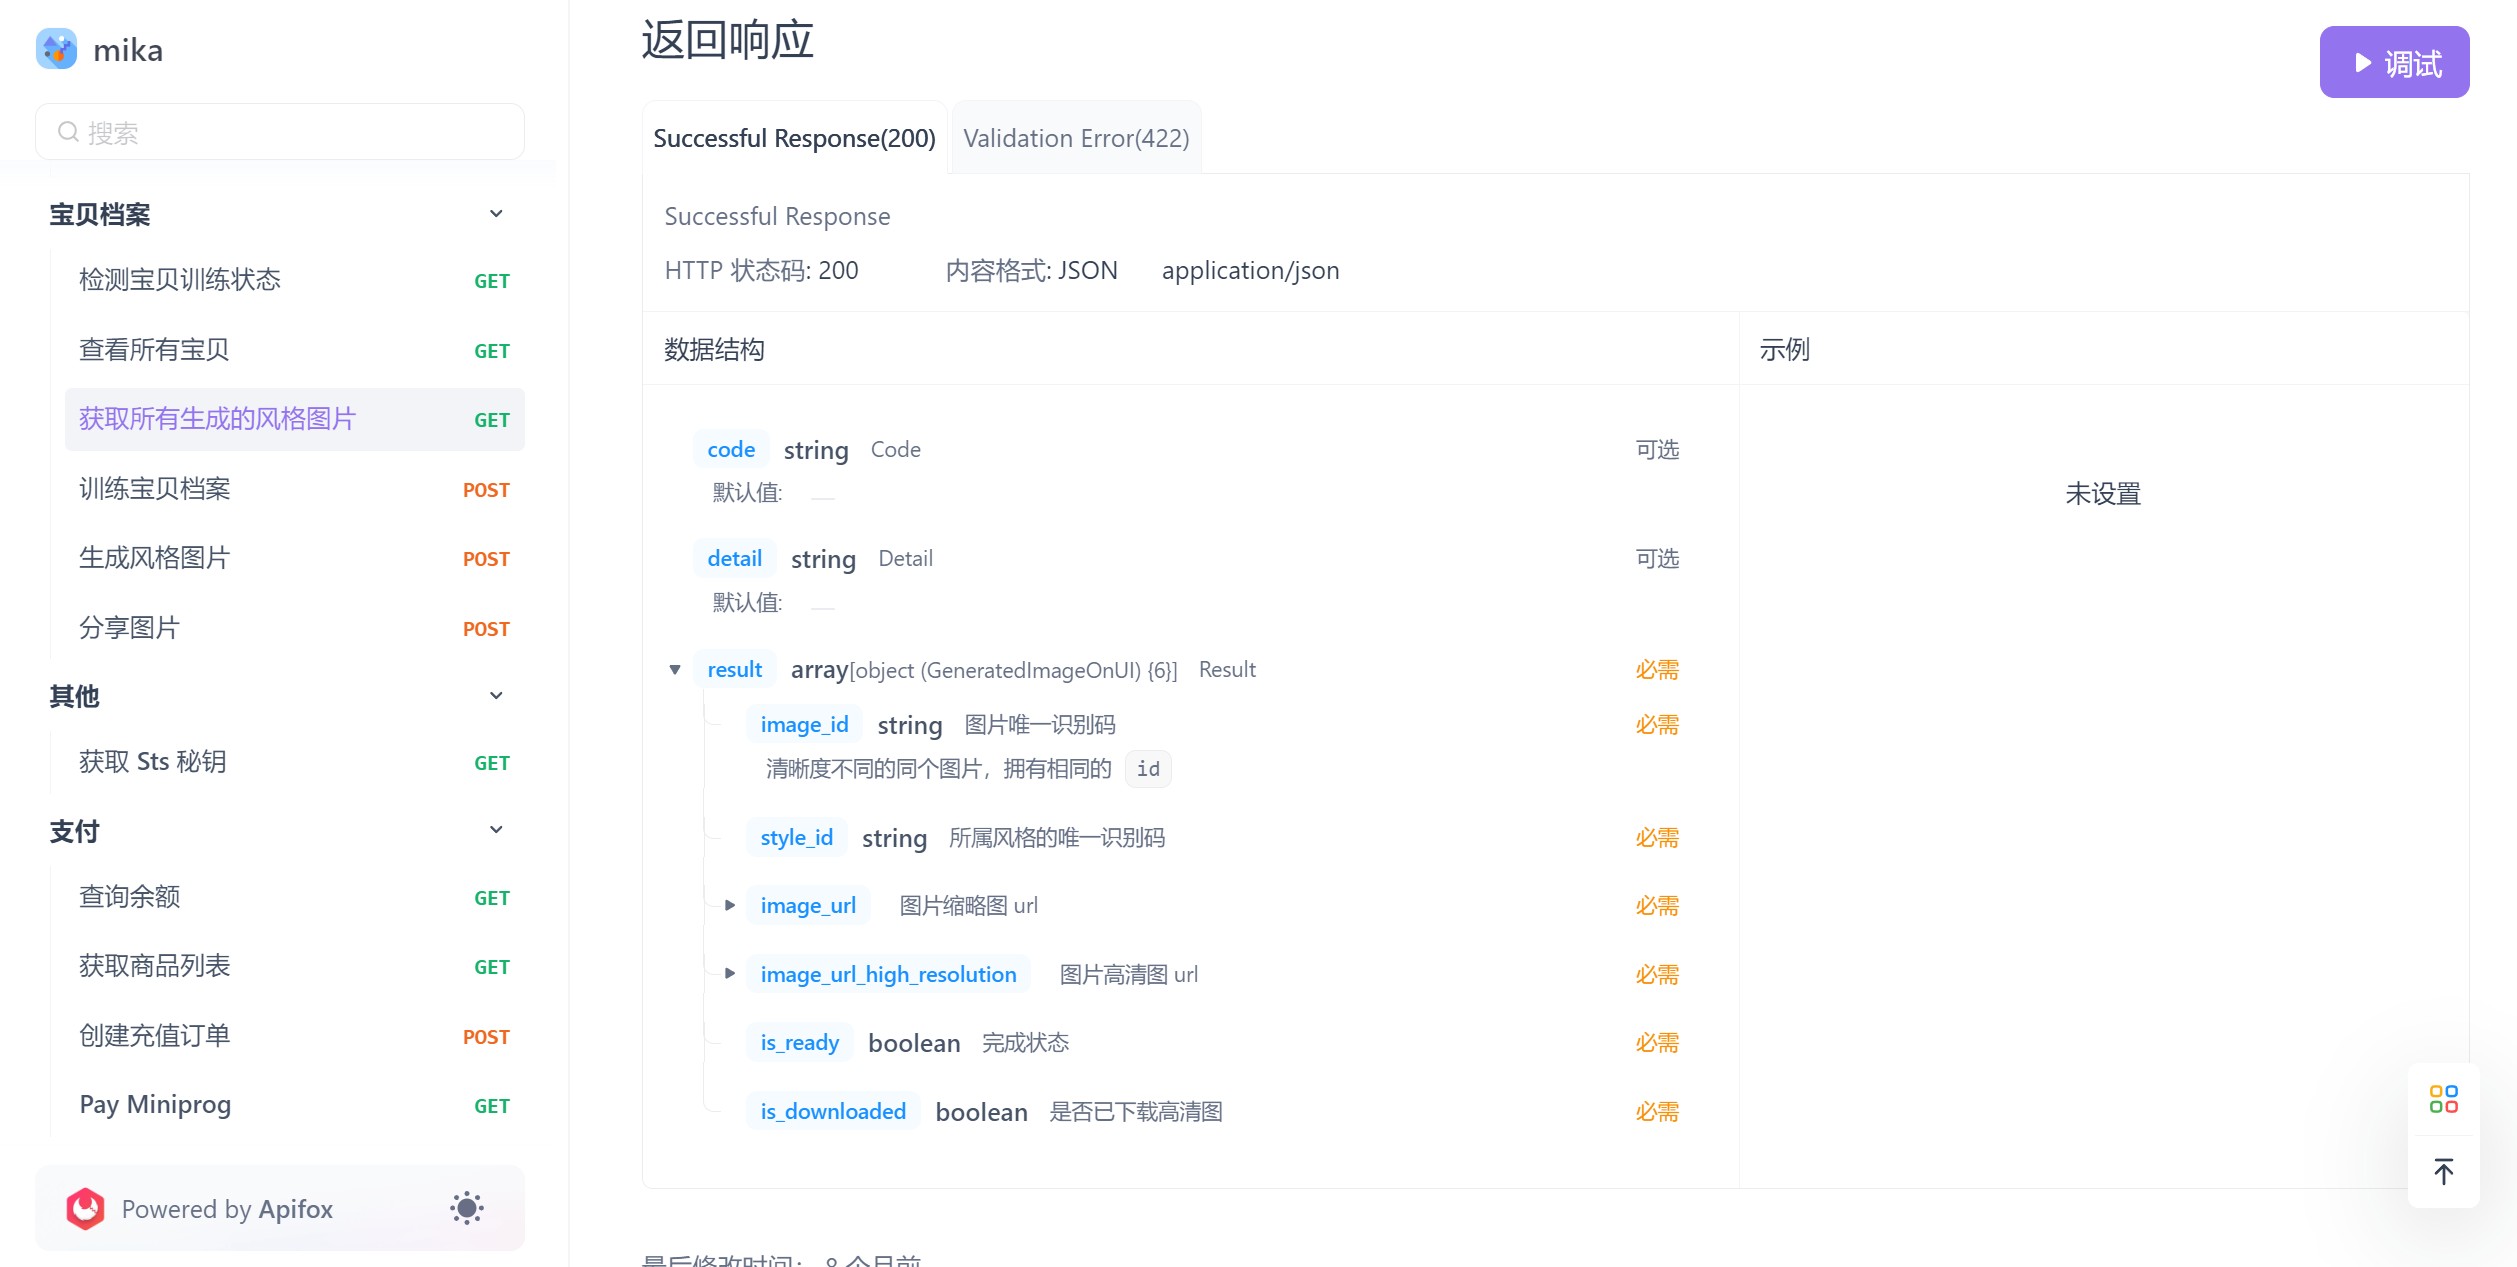 mika
搜索
宝贝档案
检测宝贝训练状态 GET
查看所有宝贝 GET
获取所有生成的风格图片 GET
训练宝贝档案 POST
生成风格图片 POST
分享图片 POST
其他
获取 Sts 秘钥 GET
支付
查询余额 GET
获取商品列表 GET
创建充值订单 POST
Pay Miniprog GET
Powered by Apifox
返回响应
调试
Successful Response(200) Validation Error(422)
Successful Response
HTTP 状态码: 200 内容格式: JSON application/json
数据结构 示例
code string Code 可选
默认值:
未设置
detail string Detail 可选
默认值:
result array[object (GeneratedImageOnUI) {6}] Result 必需
image_id string 图片唯一识别码 必需
清晰度不同的同个图片，拥有相同的 id
style_id string 所属风格的唯一识别码 必需
image_url 图片缩略图 url 必需
image_url_high_resolution 图片高清图 url 必需
is_ready boolean 完成状态 必需
is_downloaded boolean 是否已下载高清图 必需
最后修改时间： 8 个月前